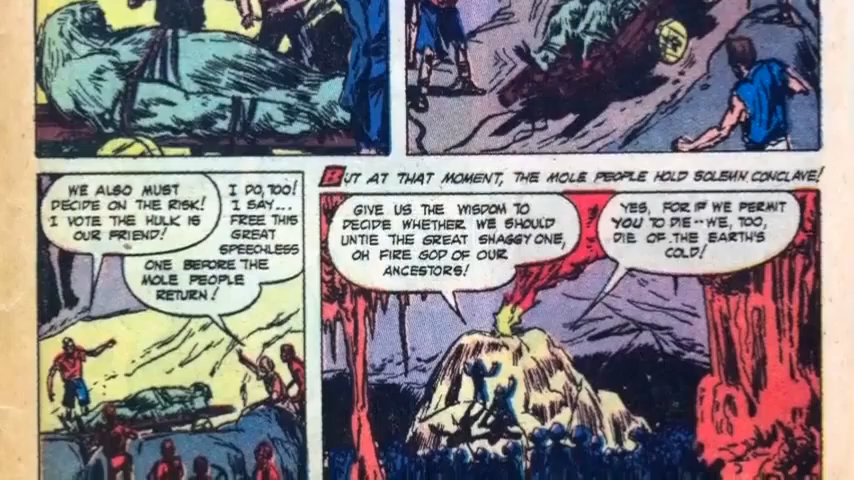 WE ALSO MUST
DECIDE ON THE RISK!
I VOTE THE HULK IS
OUR FRIEND!
I DO, TOO!
I SAY...
FREE THIS
GREAT
SPEECHLESS
ONE BEFORE THE
MOLE PEOPLE
RETURN!
BUT AT THAT MOMENT, THE MOLE PEOPLE HOLD SOLEMN CONCLAVE!
GIVE US THE WISDOM TO
DECIDE WHETHER WE SHOULD
UNTIE THE GREAT SHAGGY ONE,
OH FIRE GOD OF OUR
ANCESTORS!
YES, FOR IF WE PERMIT
YOU TO DIE--WE, TOO,
DIE OF THE EARTH'S
COLD!